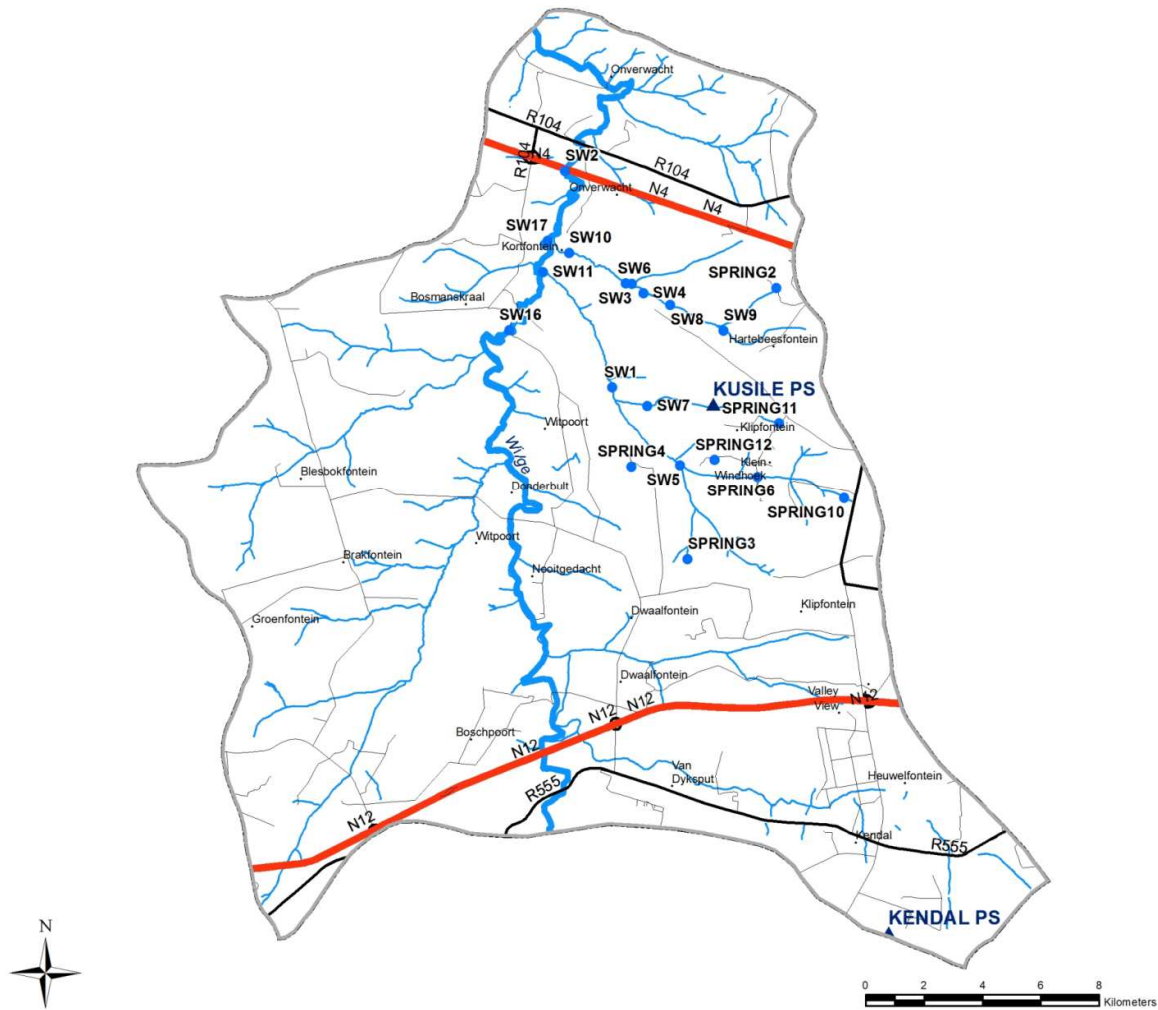 Onverwacht
R104
R104
SW2
R104
N4
Onverwacht
N4
N4
SW17
SW10
Kortfontein
SW11
SW6
SPRING2
Bosmanskraal
SW3
SW4
SW16
SW8
SW9
Hartebeesfontein
SW1
KUSILE PS
SW7
SPRING11
Witpoort
Klipfontein
Wilge
SPRING4
SPRING12
Klein
Blesbokfontein
SW5
Windhoek
Donderbult
SPRING6
SPRING10
Witpoort
SPRING3
Brakfontein
Nooitgedacht
Klipfontein
Groenfontein
Dwaalfontein
Dwaalfontein
Valley
View
N12
N12
N12
Boschpoort
N12
Van
Dyksput
Heuwelfontein
R555
N12
Kendal
R555
KENDAL PS
N
0 2 4 6 8
Kilometers